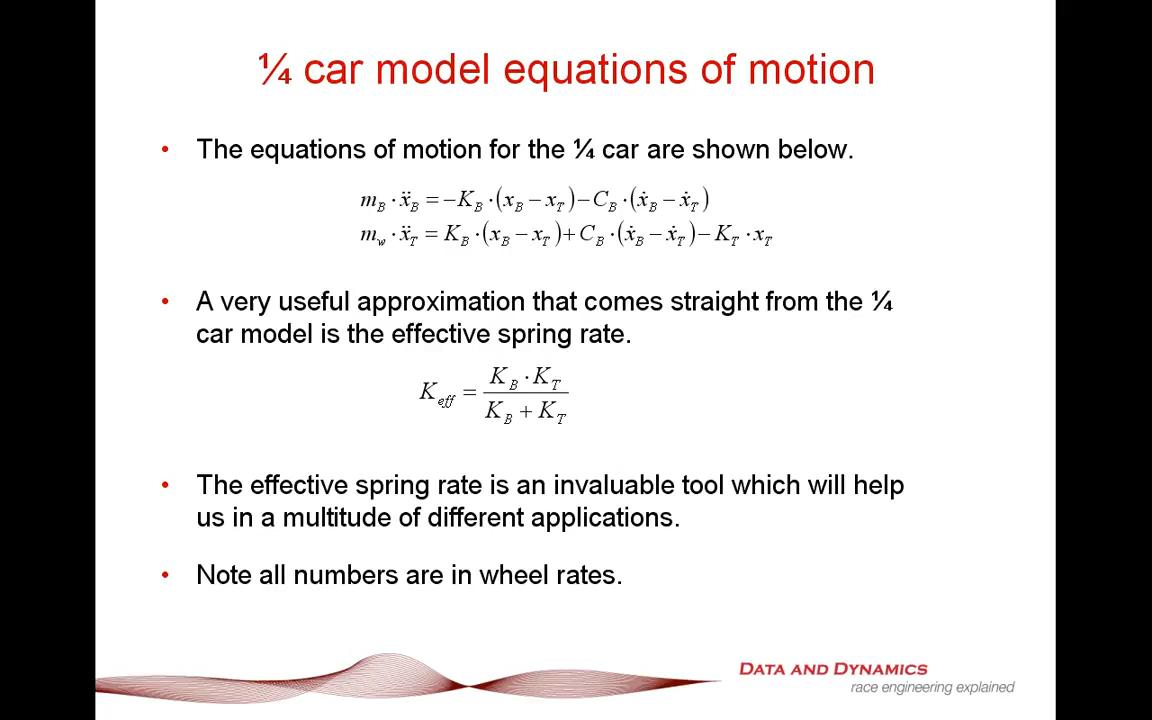 ¼ car model equations of motion
• The equations of motion for the ¼ car are shown below.
m_B · ẍ_B = −K_B · (x_B − x_T) − C_B · (ẋ_B − ẋ_T)
m_w · ẍ_T = K_B · (x_B − x_T) + C_B · (ẋ_B − ẋ_T) − K_T · x_T
• A very useful approximation that comes straight from the ¼
car model is the effective spring rate.
K_eff = (K_B · K_T) / (K_B + K_T)
• The effective spring rate is an invaluable tool which will help
us in a multitude of different applications.
• Note all numbers are in wheel rates.
DATA AND DYNAMICS
race engineering explained